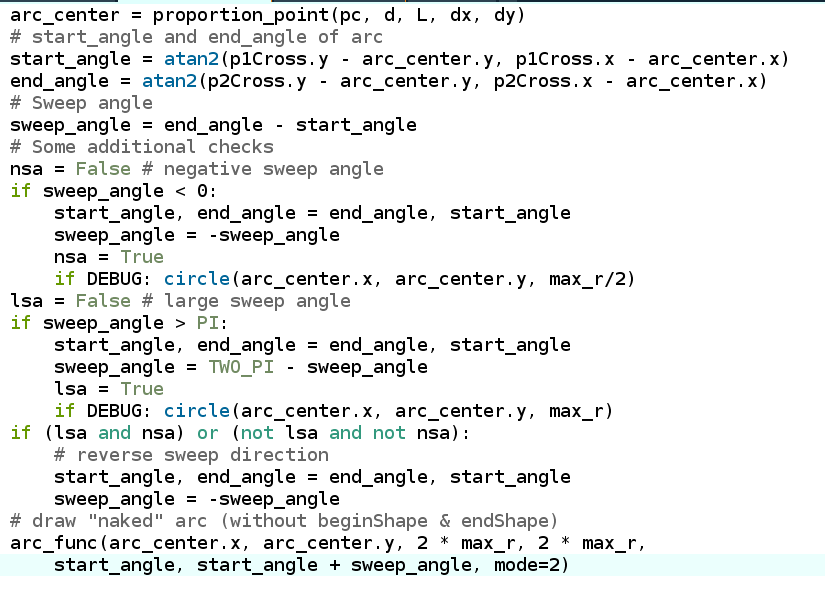 arc_center = proportion_point(pc, d, L, dx, dy)
# start_angle and end_angle of arc
start_angle = atan2(p1Cross.y - arc_center.y, p1Cross.x - arc_center.x)
end_angle = atan2(p2Cross.y - arc_center.y, p2Cross.x - arc_center.x)
# Sweep angle
sweep_angle = end_angle - start_angle
# Some additional checks
nsa = False # negative sweep angle
if sweep_angle < 0:
    start_angle, end_angle = end_angle, start_angle
    sweep_angle = -sweep_angle
    nsa = True
    if DEBUG: circle(arc_center.x, arc_center.y, max_r/2)
lsa = False # large sweep angle
if sweep_angle > PI:
    start_angle, end_angle = end_angle, start_angle
    sweep_angle = TWO_PI - sweep_angle
    lsa = True
    if DEBUG: circle(arc_center.x, arc_center.y, max_r)
if (lsa and nsa) or (not lsa and not nsa):
    # reverse sweep direction
    start_angle, end_angle = end_angle, start_angle
    sweep_angle = -sweep_angle
# draw "naked" arc (without beginShape & endShape)
arc_func(arc_center.x, arc_center.y, 2 * max_r, 2 * max_r,
    start_angle, start_angle + sweep_angle, mode=2)